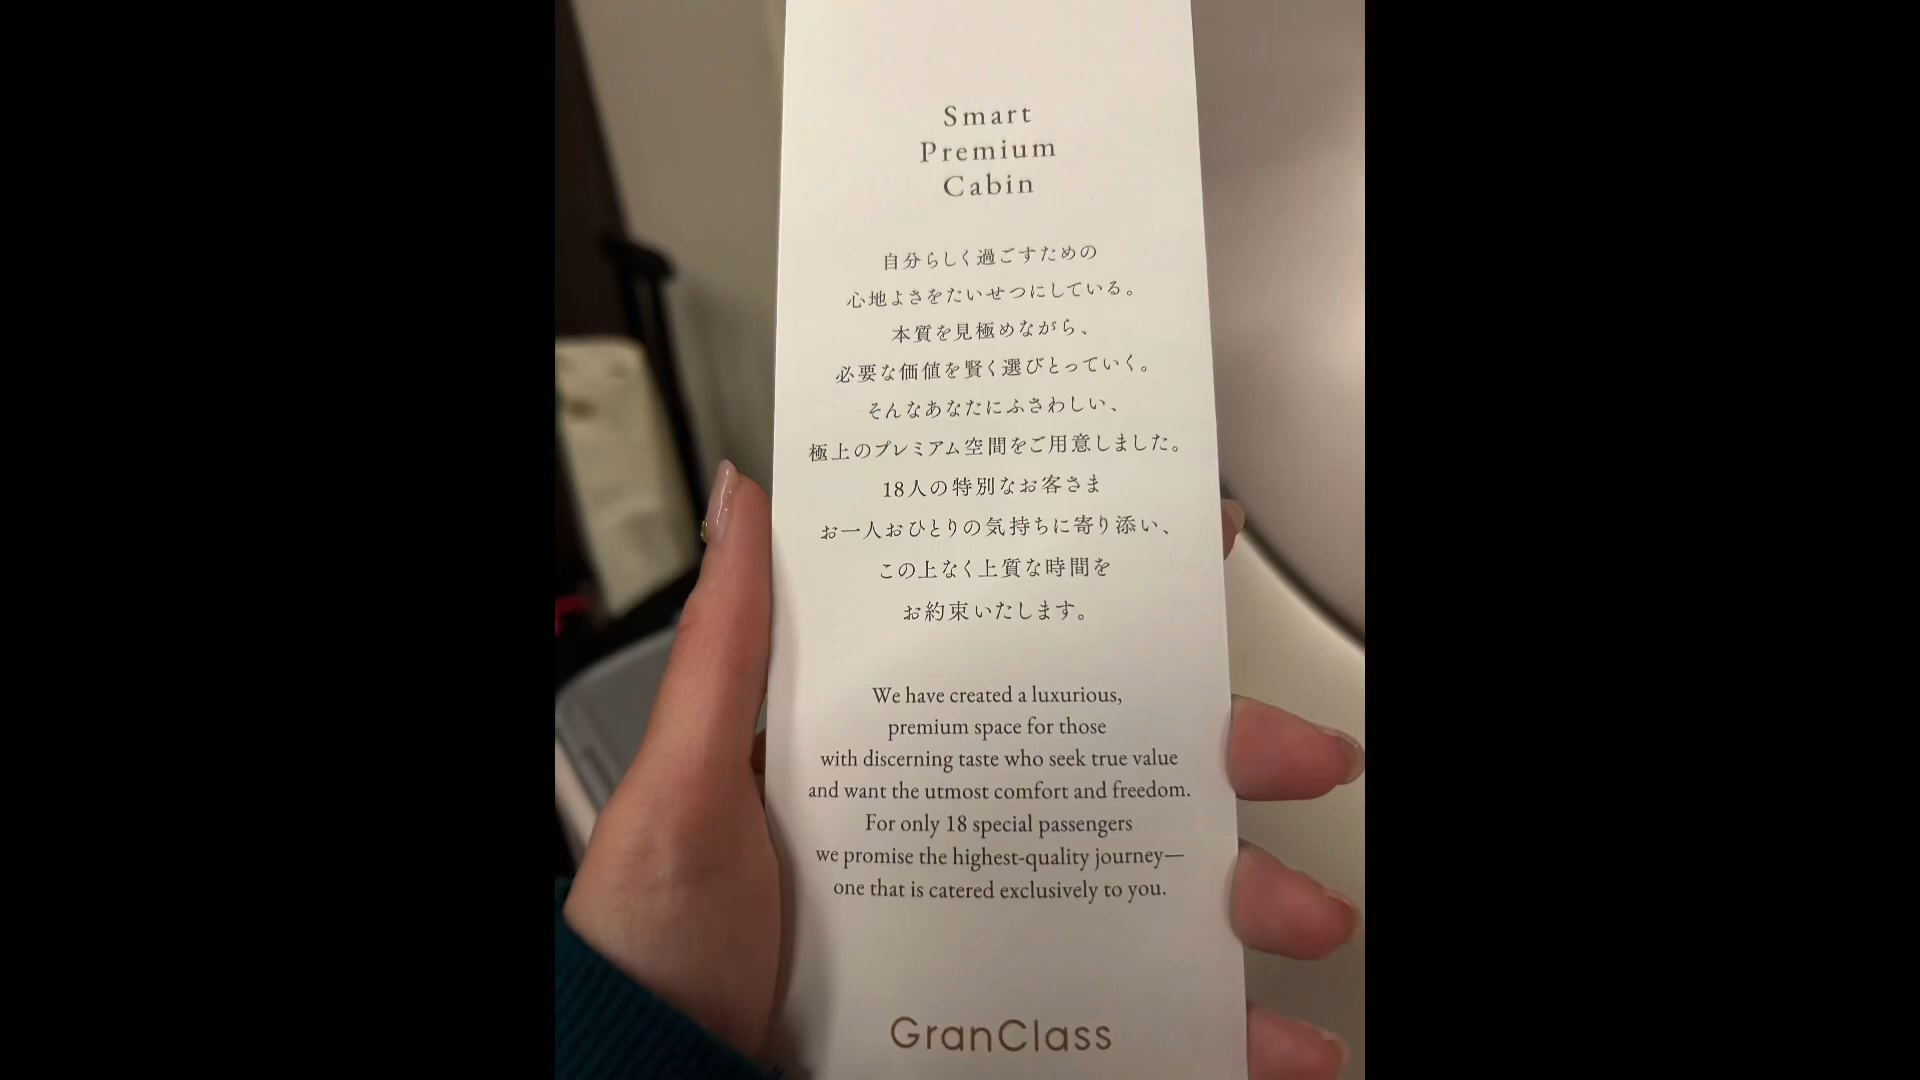 Smart
Premium
Cabin
自分らしく過ごすための
心地よさをたいせつにしている。
本質を見極めながら、
必要な価値を賢く選びとっていく。
そんなあなたにふさわしい、
極上のプレミアム空間をご用意しました。
18人の特別なお客さま
お一人おひとりの気持ちに寄り添い、
この上なく上質な時間を
お約束いたします。
We have created a luxurious,
premium space for those
with discerning taste who seek true value
and want the utmost comfort and freedom.
For only 18 special passengers
we promise the highest-quality journey—
one that is catered exclusively to you.
GranClass